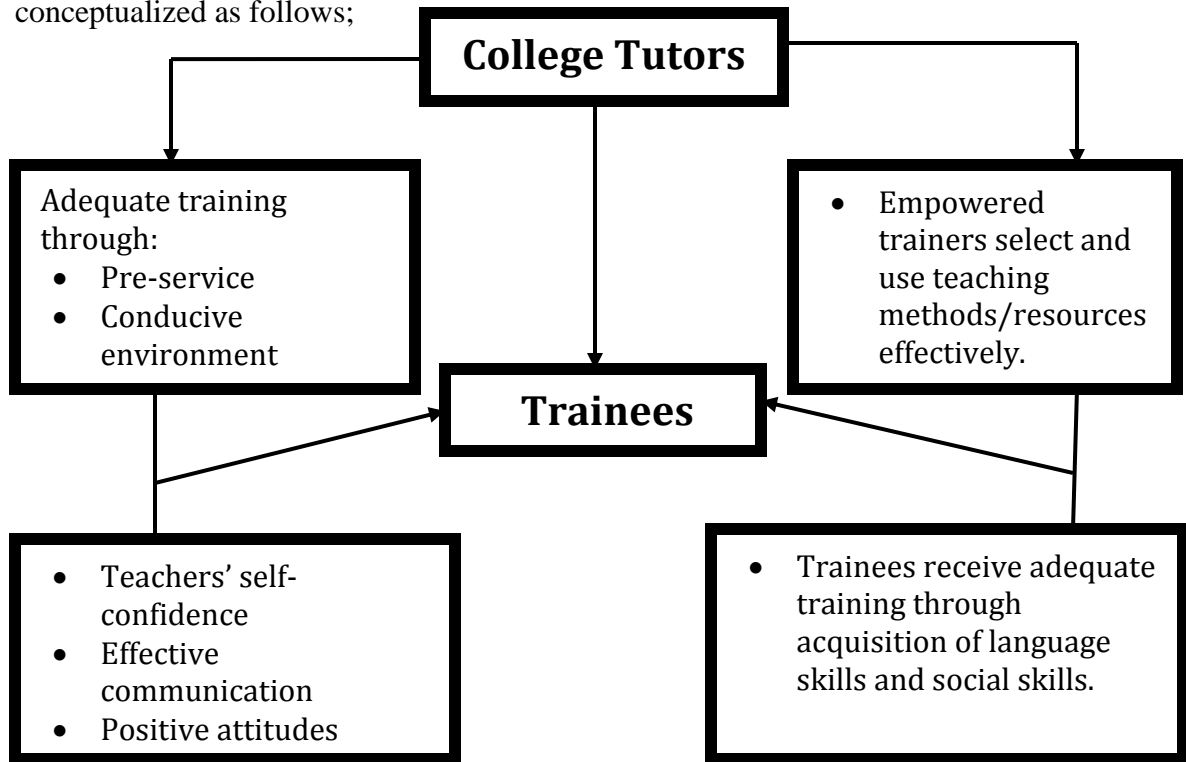 conceptualized as follows;
College Tutors
Adequate training
through:
• Pre-service
• Conducive
environment
• Empowered
trainers select and
use teaching
methods/resources
effectively.
Trainees
• Teachers’ self-
confidence
• Effective
communication
• Positive attitudes
• Trainees receive adequate
training through
acquisition of language
skills and social skills.